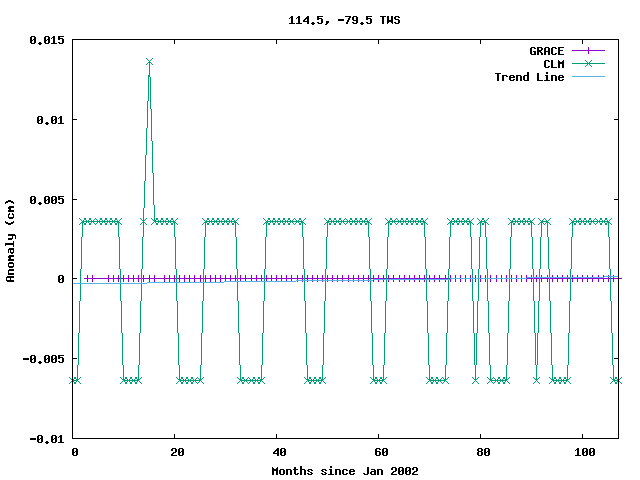 114.5, -79.5 TWS
0.015
GRACE
CLM
Trend Line
0.01
0.005
Anomaly (cm)
0
-0.005
-0.01
0 20 40 60 80 100
Months since Jan 2002